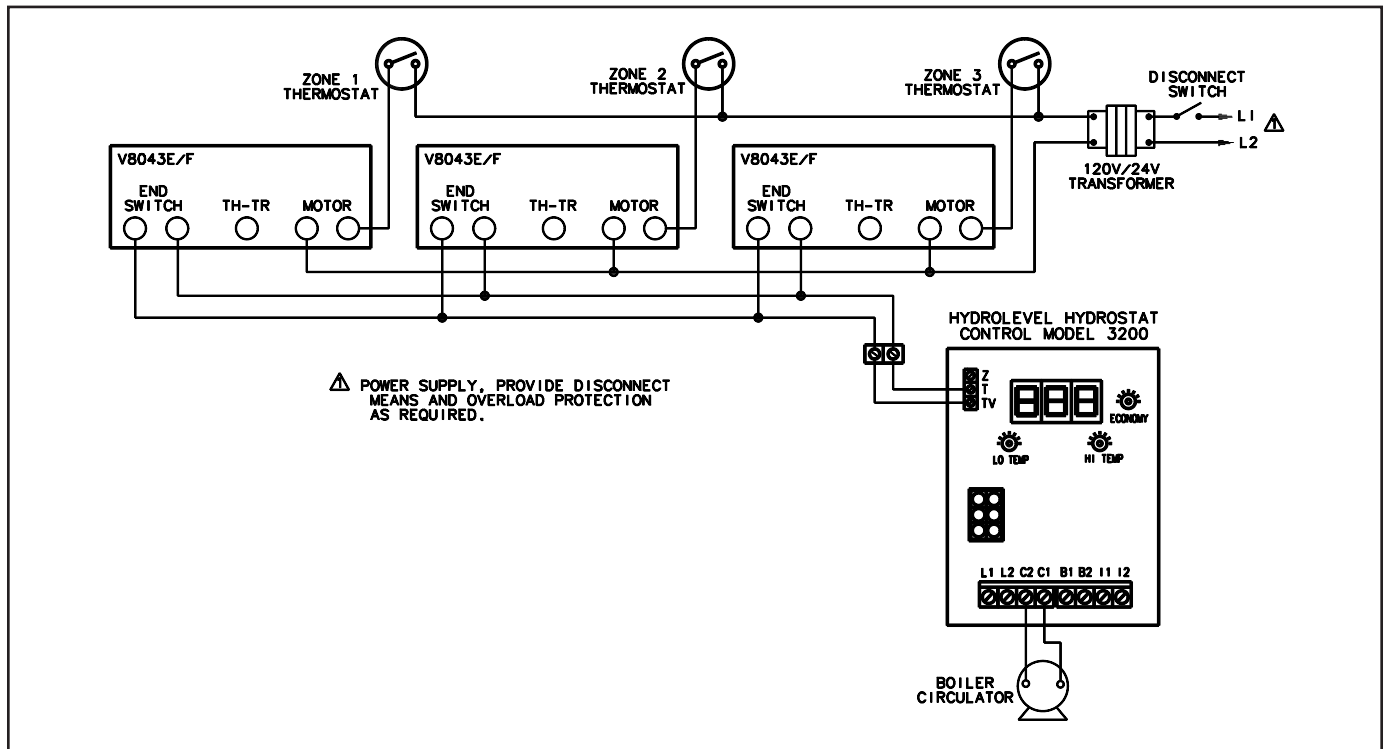 ZONE 1
THERMOSTAT
ZONE 2
THERMOSTAT
ZONE 3
THERMOSTAT
DISCONNECT
SWITCH
L1
L2
120V/24V
TRANSFORMER
V8043E/F
END
SWITCH
TH-TR
MOTOR
V8043E/F
END
SWITCH
TH-TR
MOTOR
V8043E/F
END
SWITCH
TH-TR
MOTOR
HYDROLEVEL HYDROSTAT
CONTROL MODEL 3200
1 POWER SUPPLY, PROVIDE DISCONNECT
MEANS AND OVERLOAD PROTECTION
AS REQUIRED.
Z
T
TV
888
ECONOMY
LO TEMP
HI TEMP
L1 L2 C2 C1 B1 B2 I1 I2
BOILER
CIRCULATOR